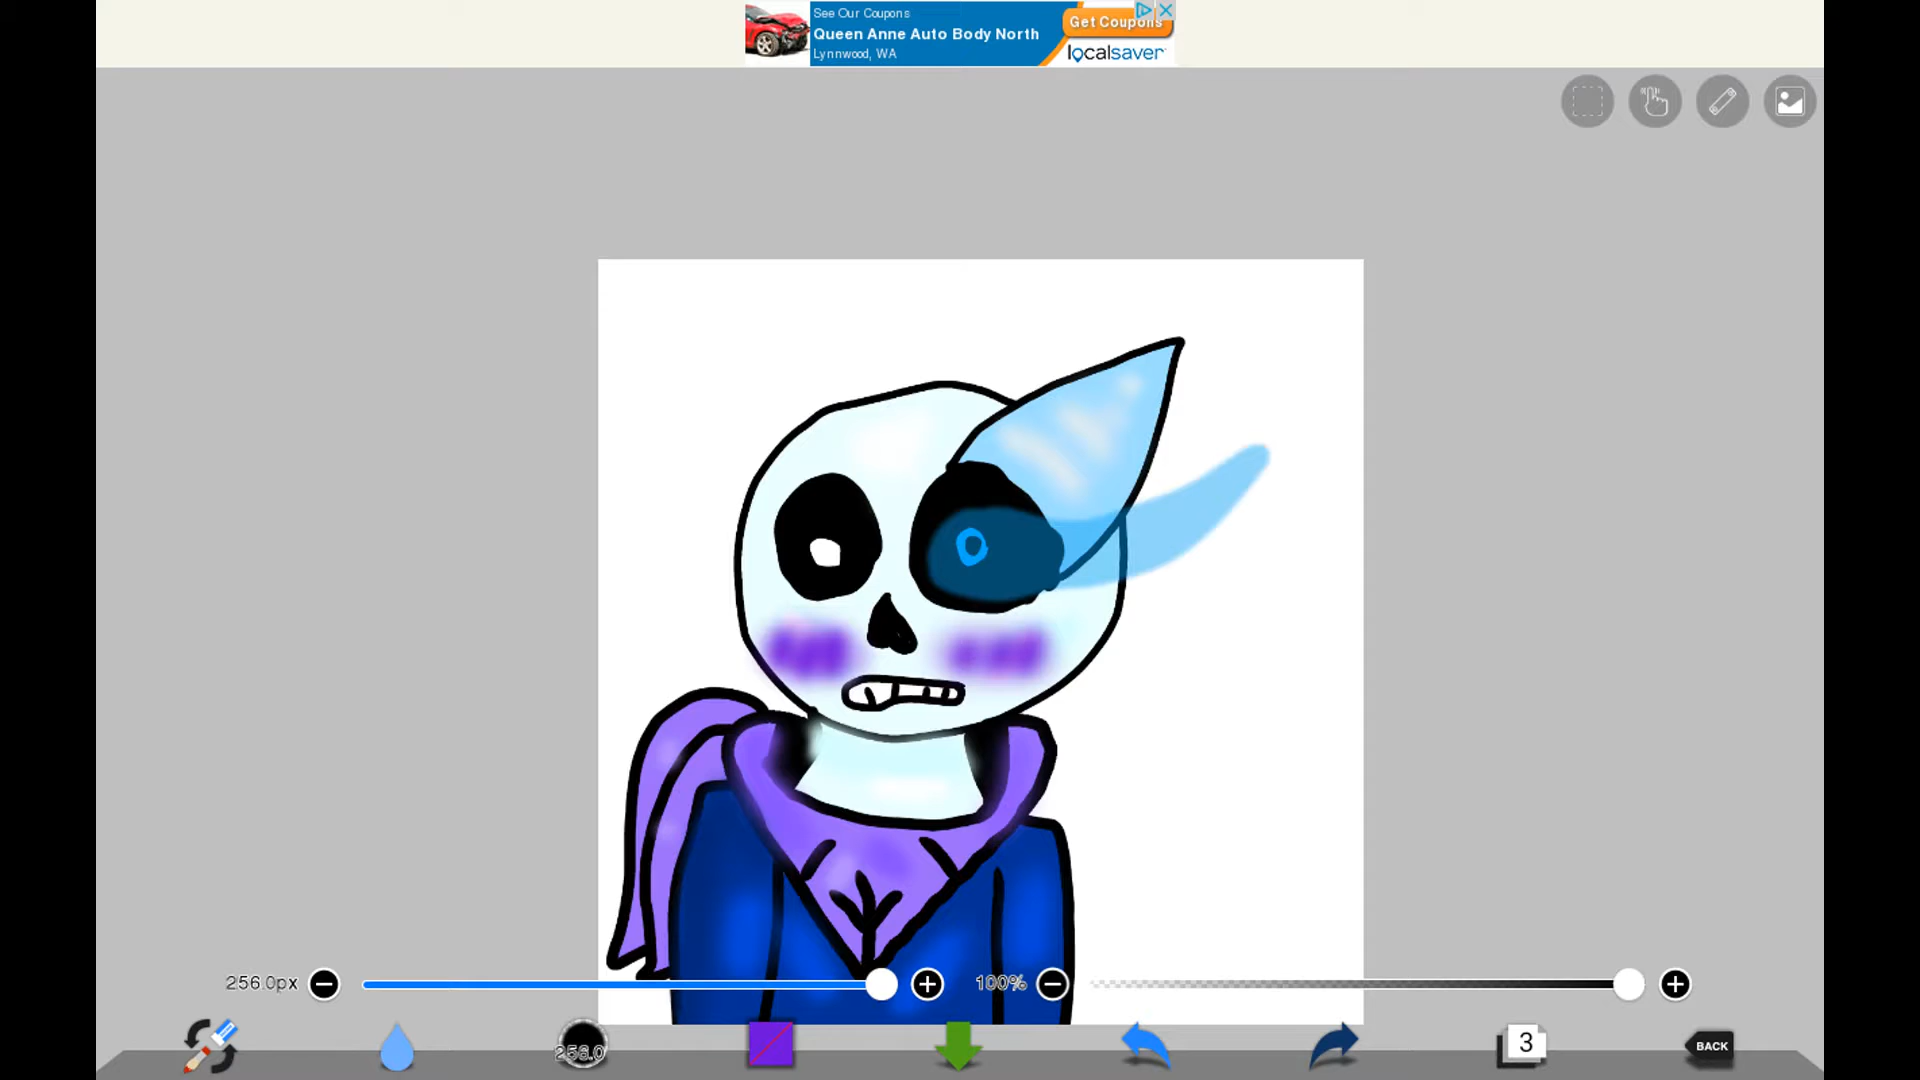 See Our Coupons
Queen Anne Auto Body North
Lynnwood, WA
Get Coupons
localsaver
256.0px
100%
256.0
3
BACK